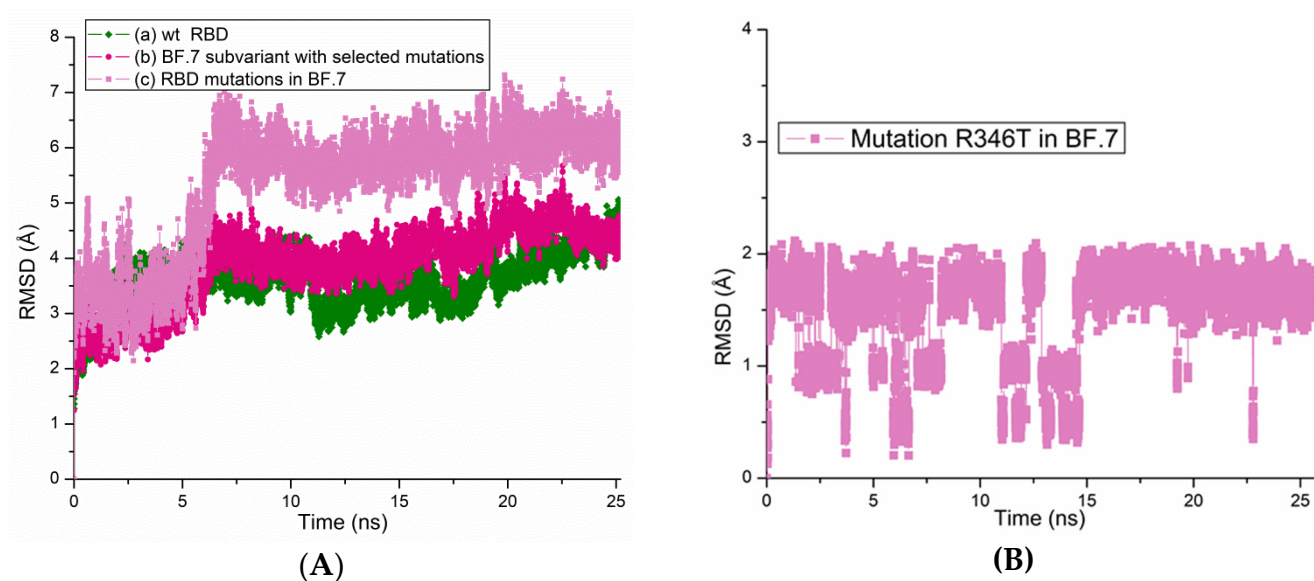 (a) wt RBD
(b) BF.7 subvariant with selected mutations
(c) RBD mutations in BF.7
8
7
6
5
4
3
2
1
0
RMSD (Å)
0 5 10 15 20 25
Time (ns)
(A)
B
4
3
2
1
0
RMSD (Å)
Mutation R346T in BF.7
0 5 10 15 20 25
Time (ns)
(B)